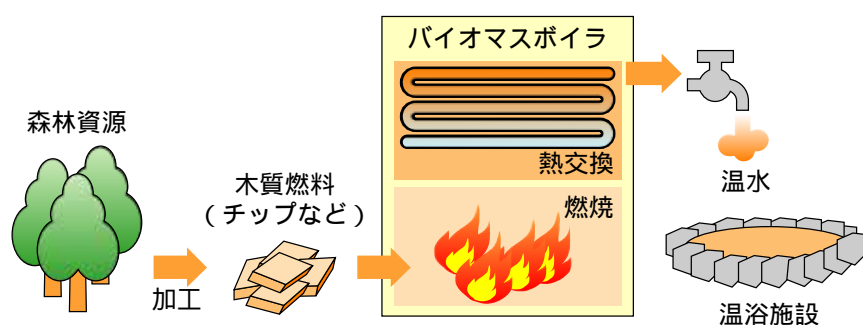 森林資源
加工
木質燃料
（チップなど）
バイオマスボイラ
熱交換
燃焼
温水
温浴施設